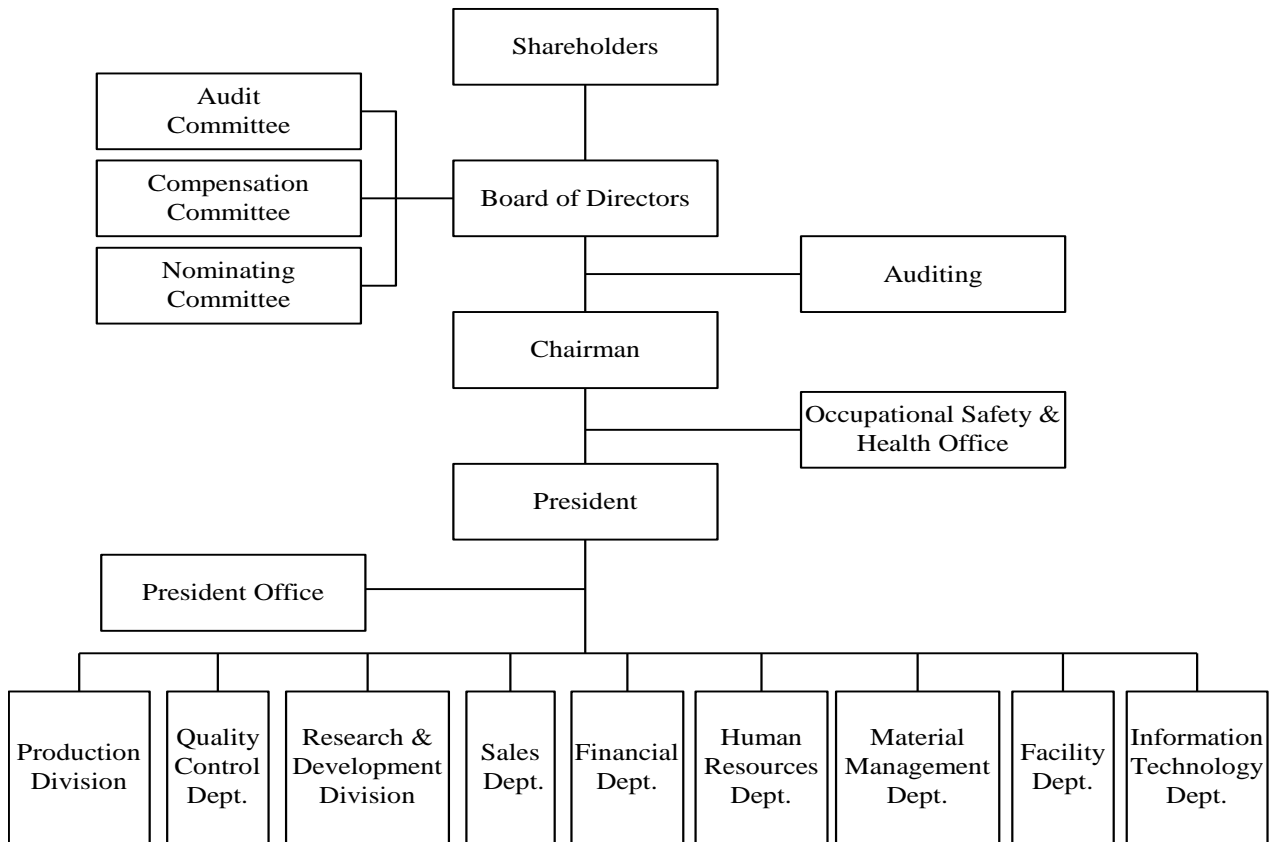 Shareholders
Audit
Committee
Compensation
Committee
Board of Directors
Nominating
Committee
Auditing
Chairman
Occupational Safety &
Health Office
President
President Office
Production
Division
Quality
Control
Dept.
Research &
Development
Division
Sales
Dept.
Financial
Dept.
Human
Resources
Dept.
Material
Management
Dept.
Facility
Dept.
Information
Technology
Dept.